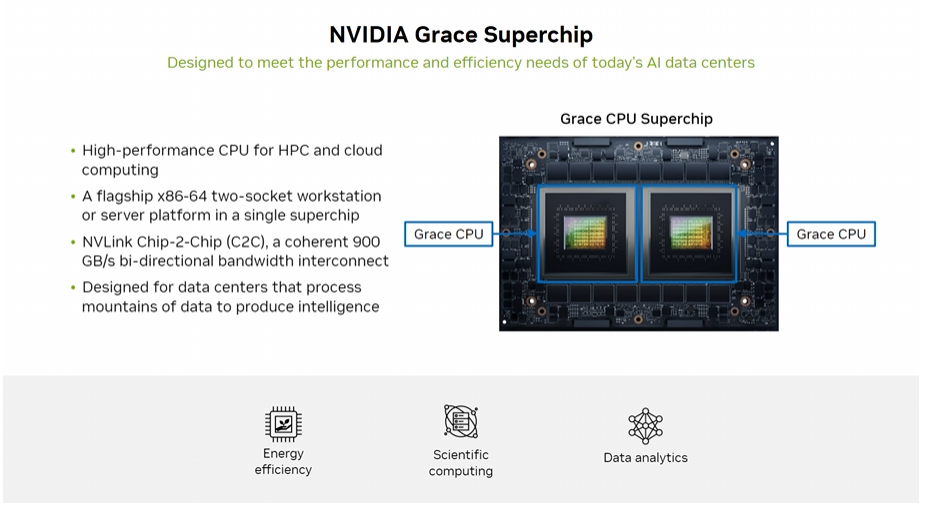 NVIDIA Grace Superchip
Designed to meet the performance and efficiency needs of today's AI data centers
• High-performance CPU for HPC and cloud
computing
• A flagship x86-64 two-socket workstation
or server platform in a single superchip
• NVLink Chip-2-Chip (C2C), a coherent 900
GB/s bi-directional bandwidth interconnect
• Designed for data centers that process
mountains of data to produce intelligence
Grace CPU Superchip
Grace CPU
Grace CPU
Energy
efficiency
Scientific
computing
Data analytics